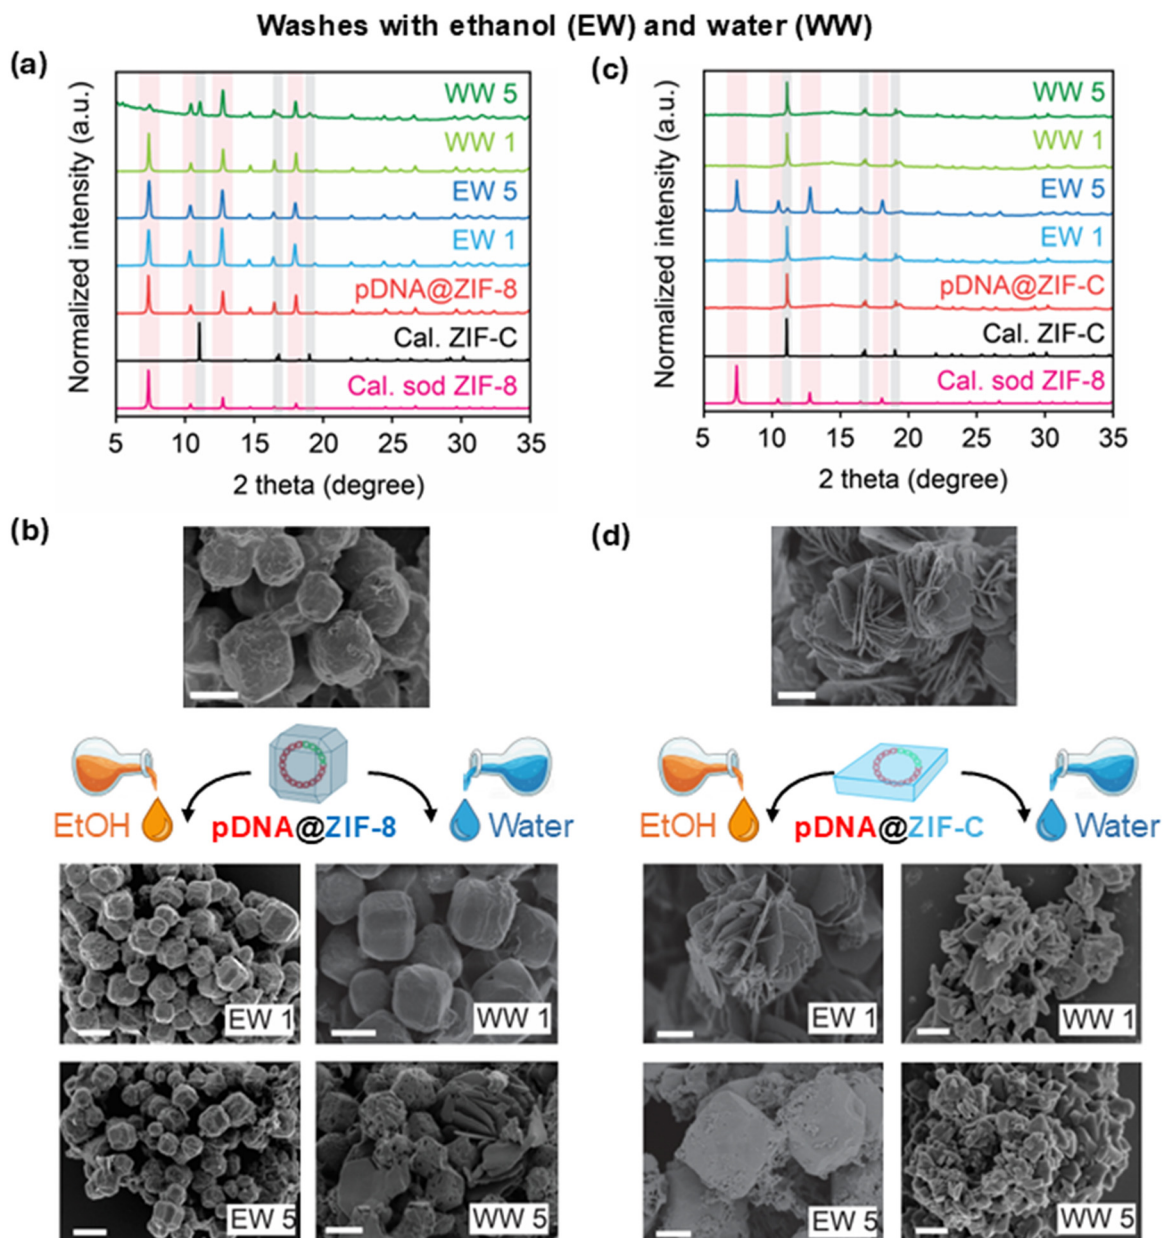 Washes with ethanol (EW) and water (WW)
(a)
Normalized intensity (a.u.)
WW 5
WW 1
EW 5
EW 1
pDNA@ZIF-8
Cal. ZIF-C
Cal. sod ZIF-8
5 10 15 20 25 30 35
2 theta (degree)
(c)
Normalized intensity (a.u.)
WW 5
WW 1
EW 5
EW 1
pDNA@ZIF-C
Cal. ZIF-C
Cal. sod ZIF-8
5 10 15 20 25 30 35
2 theta (degree)
(b)
EtOH
pDNA@ZIF-8
Water
EW 1
WW 1
EW 5
WW 5
(d)
EtOH
pDNA@ZIF-C
Water
EW 1
WW 1
EW 5
WW 5